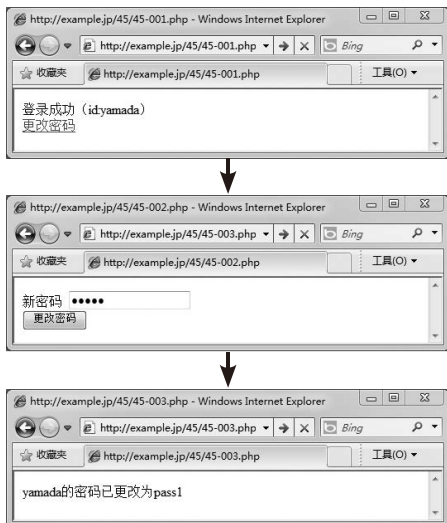 http://example.jp/45/45-001.php - Windows Internet Explorer
http://example.jp/45/45-001.php
Bing
收藏夹
http://example.jp/45/45-001.php
工具(O)
登录成功（id:yamada）
更改密码
http://example.jp/45/45-002.php - Windows Internet Explorer
http://example.jp/45/45-003.php
Bing
收藏夹
http://example.jp/45/45-002.php
工具(O)
新密码 •••••
更改密码
http://example.jp/45/45-003.php - Windows Internet Explorer
http://example.jp/45/45-003.php
Bing
收藏夹
http://example.jp/45/45-003.php
工具(O)
yamada的密码已更改为pass1